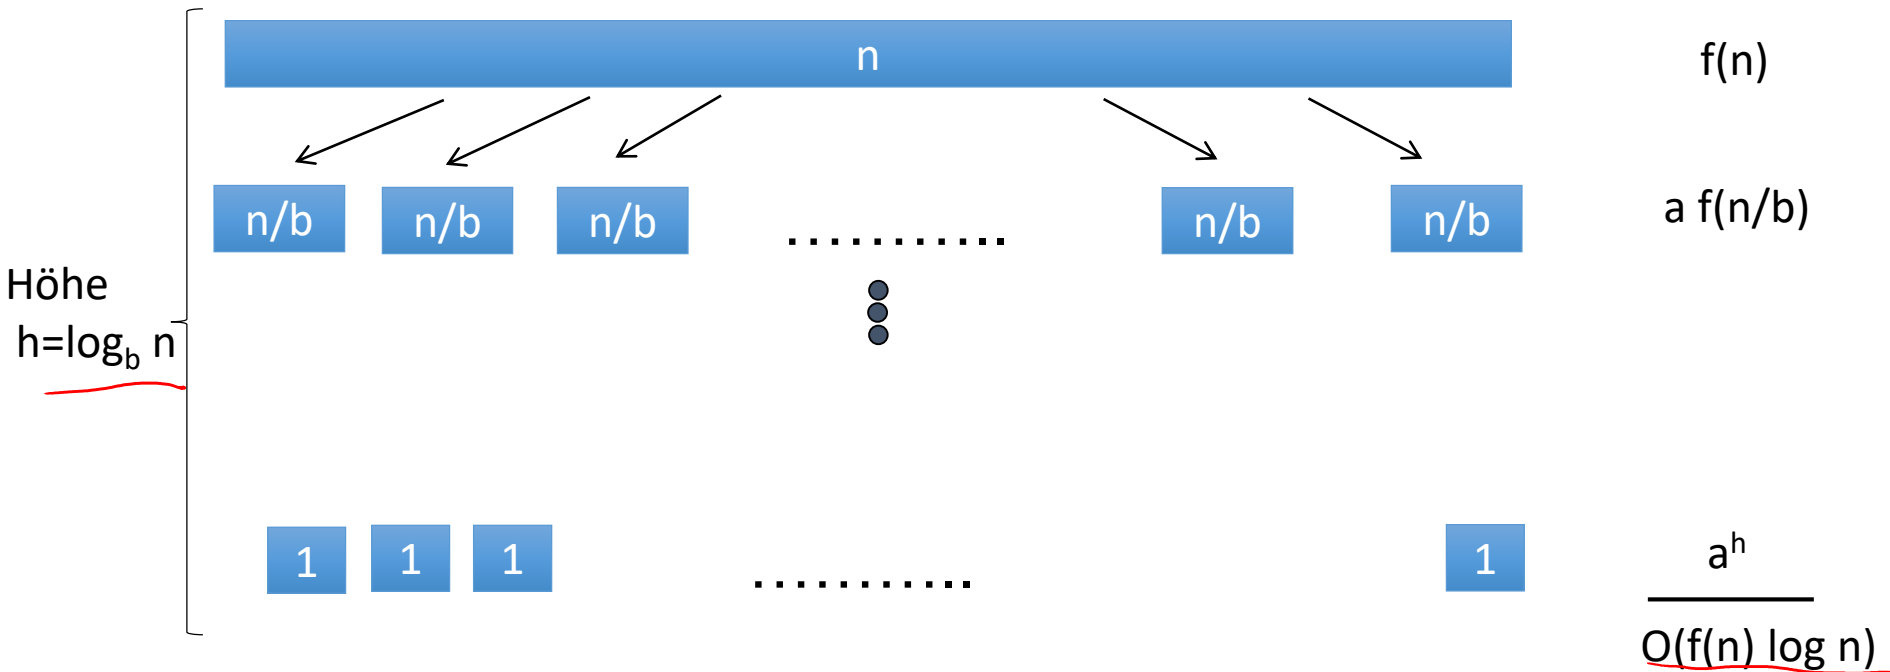 n
f(n)
n/b n/b n/b ........... n/b n/b
a f(n/b)
Höhe
h=log_b n
1 1 1 ........... 1
a^h
O(f(n) log n)